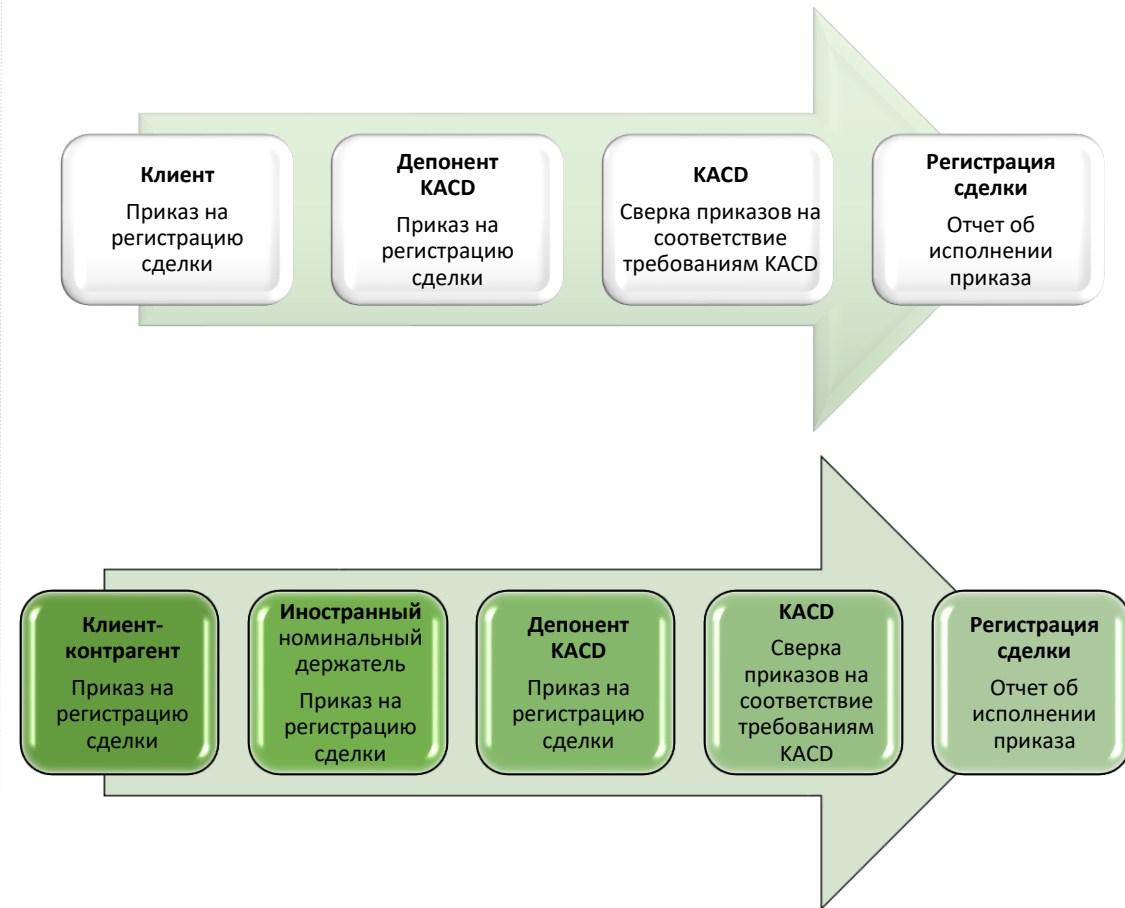 Клиент
Приказ на
регистрацию
сделки
Депонент
KACD
Приказ на
регистрацию
сделки
KACD
Сверка приказов на
соответствие
требованиям KACD
Регистрация
сделки
Отчет об
исполнении
приказа
Клиент-
контрагент
Приказ на
регистрацию
сделки
Иностранный
номинальный
держатель
Приказ на
регистрацию
сделки
Депонент
KACD
Приказ на
регистрацию
сделки
KACD
Сверка
приказов на
соответствие
требованиям
KACD
Регистрация
сделки
Отчет об
исполнении
приказа